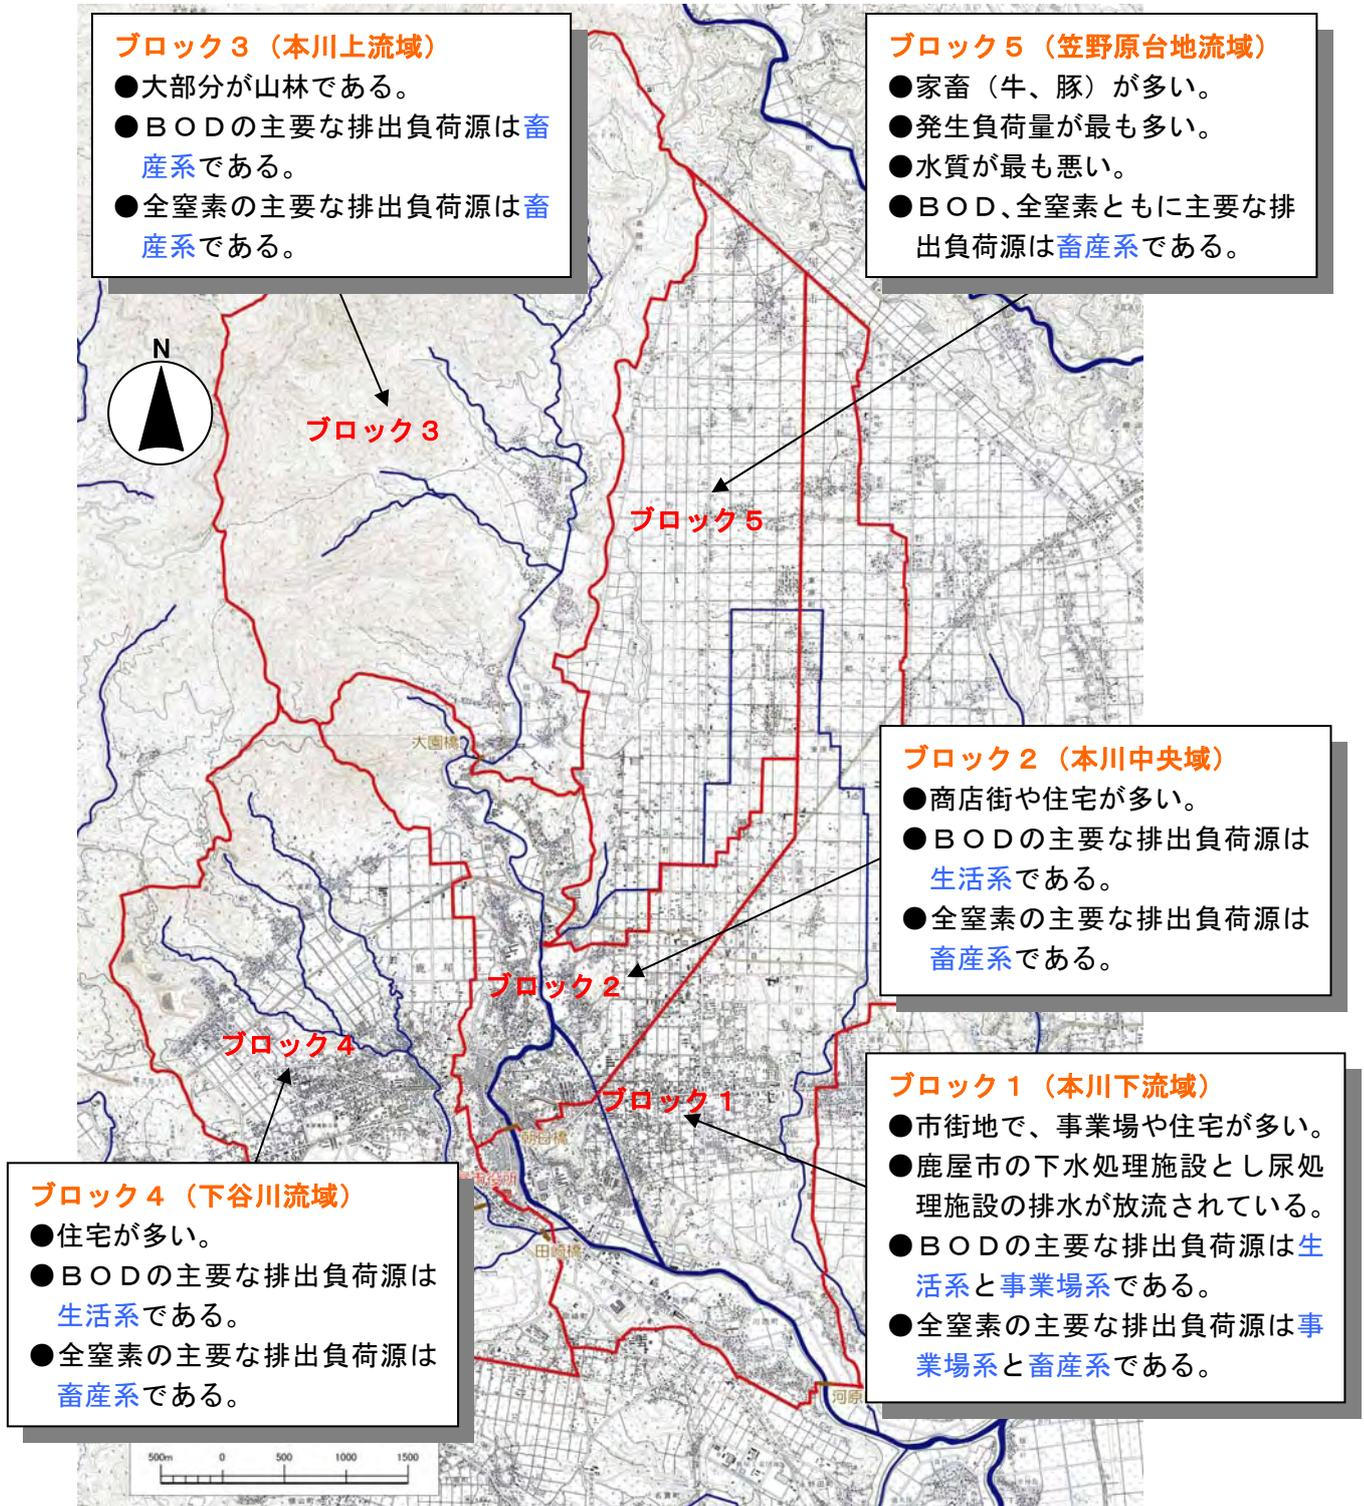 ブロック３（本川上流域）
●大部分が山林である。
●ＢＯＤの主要な排出負荷源は畜
産系である。
●全窒素の主要な排出負荷源は畜
産系である。
ブロック５（笠野原台地流域）
●家畜（牛、豚）が多い。
●発生負荷量が最も多い。
●水質が最も悪い。
●ＢＯＤ、全窒素ともに主要な排
出負荷源は畜産系である。
N
ブロック３
ブロック５
大園橋
ブロック２（本川中央域）
●商店街や住宅が多い。
●ＢＯＤの主要な排出負荷源は
生活系である。
●全窒素の主要な排出負荷源は
畜産系である。
ブロック２
ブロック４
ブロック１
朝日橋
市役所
田崎橋
河原
ブロック１（本川下流域）
●市街地で、事業場や住宅が多い。
●鹿屋市の下水処理施設とし尿処
理施設の排水が放流されている。
●ＢＯＤの主要な排出負荷源は生
活系と事業場系である。
●全窒素の主要な排出負荷源は事
業場系と畜産系である。
ブロック４（下谷川流域）
●住宅が多い。
●ＢＯＤの主要な排出負荷源は
生活系である。
●全窒素の主要な排出負荷源は
畜産系である。
500m 0 500 1000 1500